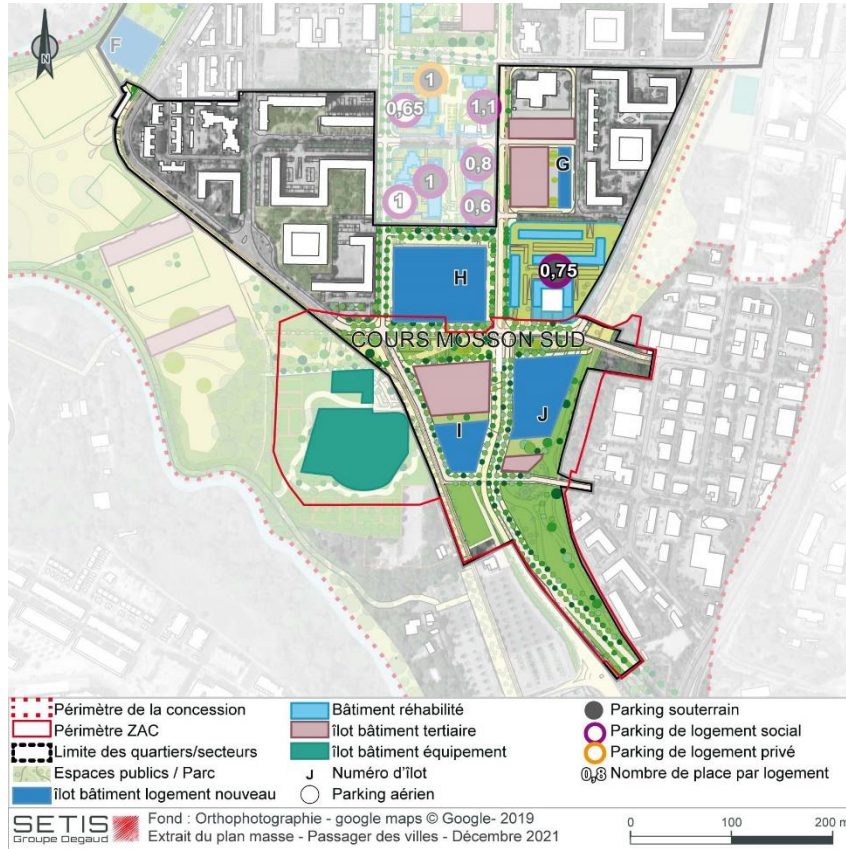 N
F
1
0,65
1,1
G
0,8
1
1
0,6
H
0,75
COURS MOSSON SUD
I
J
Périmètre de la concession
Périmètre ZAC
Limite des quartiers/secteurs
Espaces publics / Parc
îlot bâtiment logement nouveau
Bâtiment réhabilité
îlot bâtiment tertiaire
îlot bâtiment équipement
J Numéro d'îlot
Parking aérien
Parking souterrain
Parking de logement social
Parking de logement privé
0,8 Nombre de place par logement
SETIS
Groupe Degaud
Fond : Orthophotographie - google maps © Google- 2019
Extrait du plan masse - Passager des villes - Décembre 2021
0 100 200 m